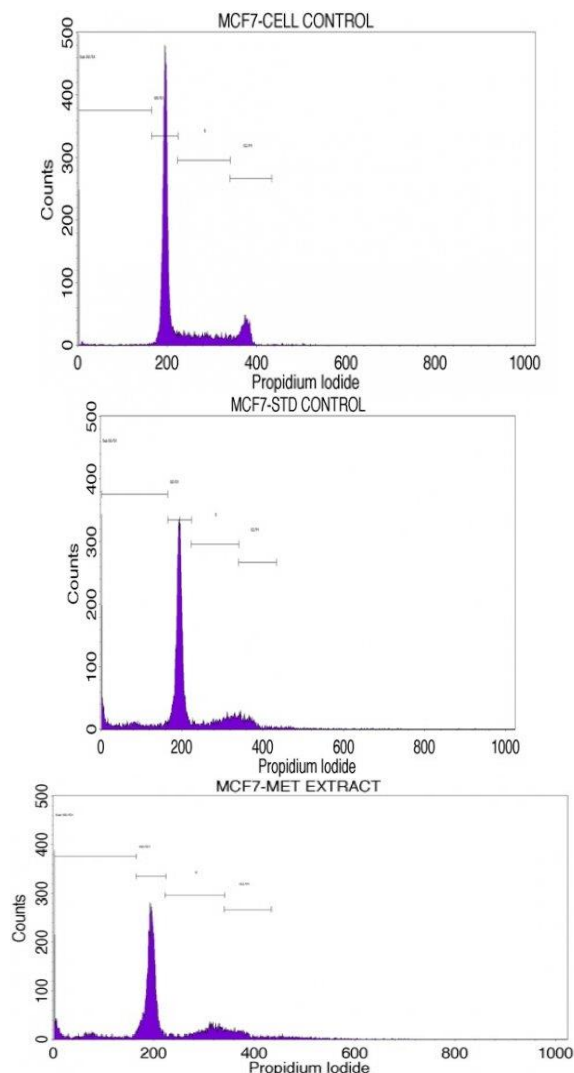 MCF7-CELL CONTROL
500
400
300
200
100
0
Counts
S
0 200 400 600 800 1000
Propidium Iodide
MCF7-STD CONTROL
500
400
300
200
100
0
Counts
S
0 200 400 600 800 1000
Propidium Iodide
MCF7-MET EXTRACT
500
400
300
200
100
0
Counts
0 200 400 600 800 1000
Propidium Iodide